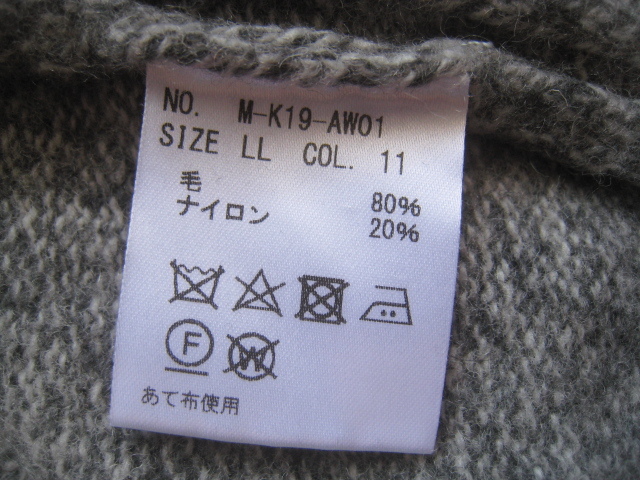 NO. M-K19-AW01
SIZE LL COL. 11
毛 80%
ナイロン 20%
F W
あて布使用